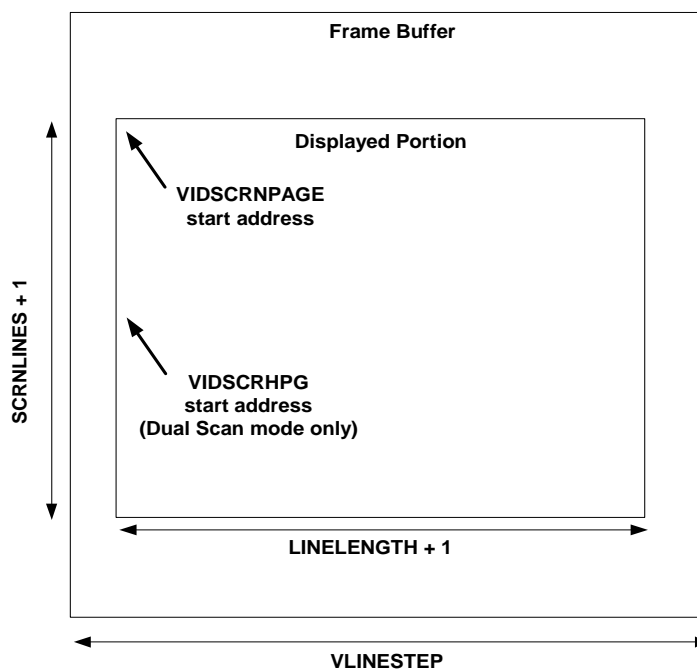 Frame Buffer
Displayed Portion
VIDSCRNPAGE
start address
SCRNLINES + 1
VIDSCRHPG
start address
(Dual Scan mode only)
LINELENGTH + 1
VLINESTEP